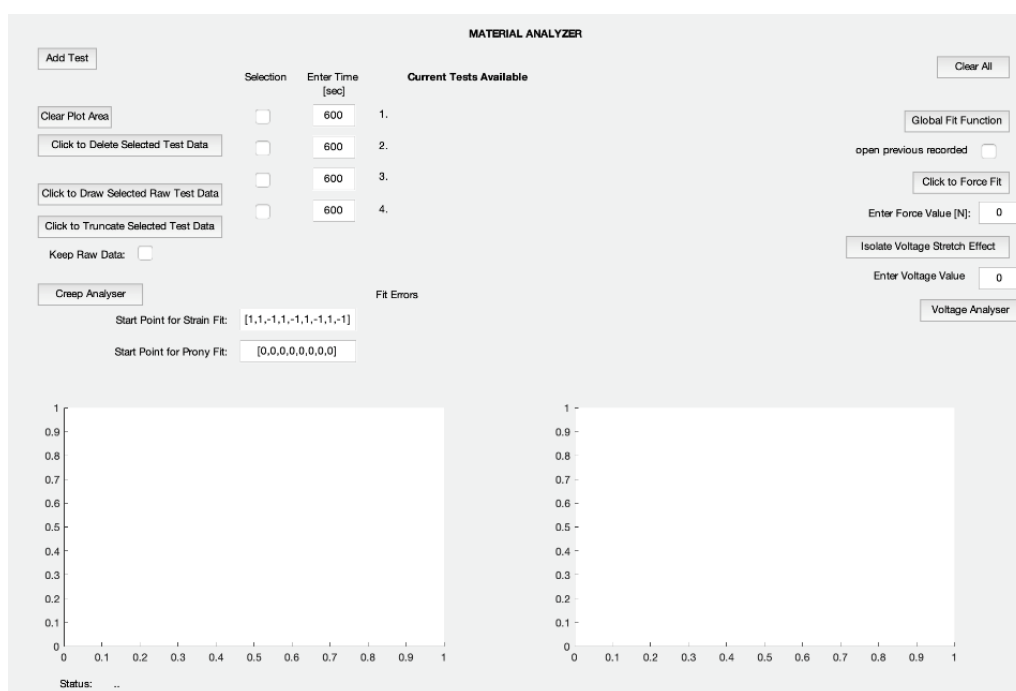 MATERIAL ANALYZER
Add Test
Clear All
Selection
Enter Time
[sec]
Current Tests Available
Clear Plot Area
600
1.
Global Fit Function
Click to Delete Selected Test Data
600
2.
open previous recorded
Click to Draw Selected Raw Test Data
600
3.
Click to Force Fit
Click to Truncate Selected Test Data
600
4.
Enter Force Value [N]:
0
Keep Raw Data:
Isolate Voltage Stretch Effect
Enter Voltage Value
0
Creep Analyser
Fit Errors
Voltage Analyser
Start Point for Strain Fit:
[1,1,-1,1,-1,1,-1,1,-1]
Start Point for Prony Fit:
[0,0,0,0,0,0,0,0]
1
0.9
0.8
0.7
0.6
0.5
0.4
0.3
0.2
0.1
0
0 0.1 0.2 0.3 0.4 0.5 0.6 0.7 0.8 0.9 1
1
0.9
0.8
0.7
0.6
0.5
0.4
0.3
0.2
0.1
0
0 0.1 0.2 0.3 0.4 0.5 0.6 0.7 0.8 0.9 1
Status: ..